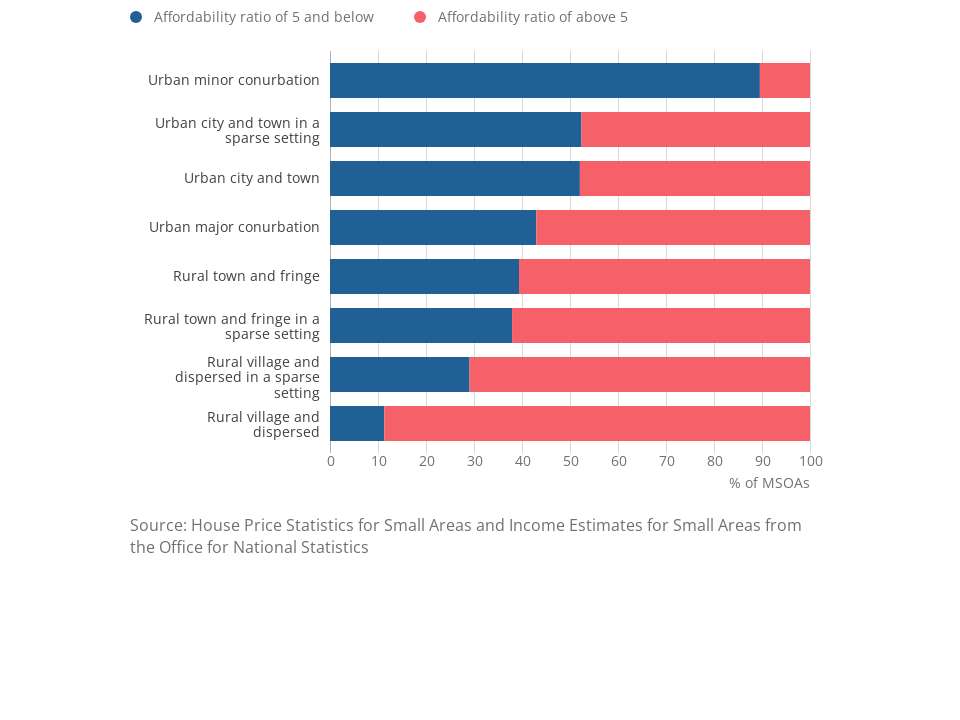 Affordability ratio of 5 and below
Affordability ratio of above 5
Urban minor conurbation
Urban city and town in a
sparse setting
Urban city and town
Urban major conurbation
Rural town and fringe
Rural town and fringe in a
sparse setting
Rural village and
dispersed in a sparse
setting
Rural village and
dispersed
0 10 20 30 40 50 60 70 80 90 100
% of MSOAs
Source: House Price Statistics for Small Areas and Income Estimates for Small Areas from
the Office for National Statistics